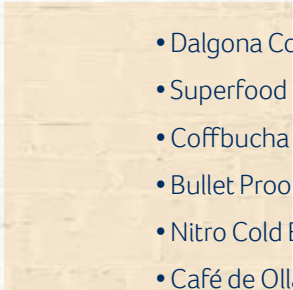 • Dalgona Co
• Superfood
• Coffbucha
• Bullet Proo
• Nitro Cold
• Café de Oll